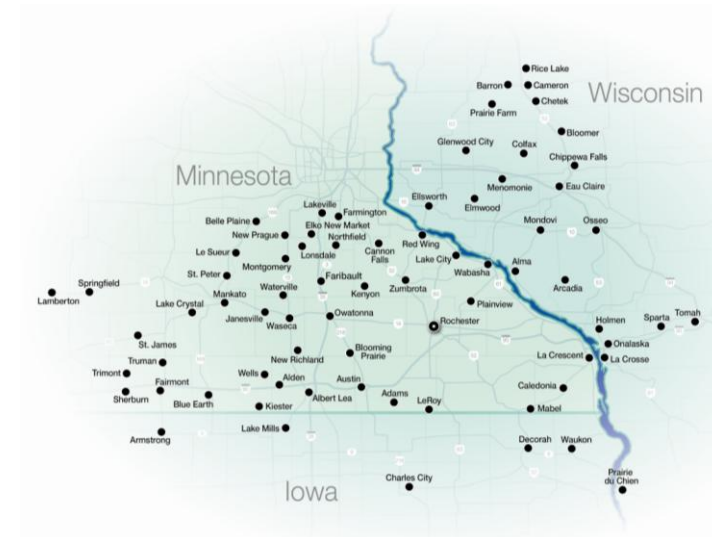 Rice Lake
Barron
Cameron
Wisconsin
Chetek
Prairie Farm
Bloomer
Glenwood City
Colfax
Chippewa Falls
Minnesota
Menomonie
Eau Claire
Ellsworth
Elmwood
Lakeville
Farmington
Belle Plaine
Elko New Market
Mondovi
Osseo
New Prague
Northfield
Red Wing
Lonsdale
Cannon
Falls
Le Sueur
Montgomery
Lake City
Alma
St. Peter
Faribault
Wabasha
Springfield
Waterville
Kenyon
Zumbrota
Arcadia
Lamberton
Mankato
Plainview
Lake Crystal
Janesville
Owatonna
Rochester
Holmen
Sparta
Tomah
Waseca
St. James
Onalaska
Blooming
Prairie
New Richland
La Crescent
La Crosse
Truman
Trimont
Wells
Alden
Austin
Fairmont
Caledonia
Sherburn
Blue Earth
Albert Lea
Adams
LeRoy
Kiester
Mabel
Armstrong
Lake Mills
Decorah
Waukon
Charles City
Prairie
du Chien
Iowa